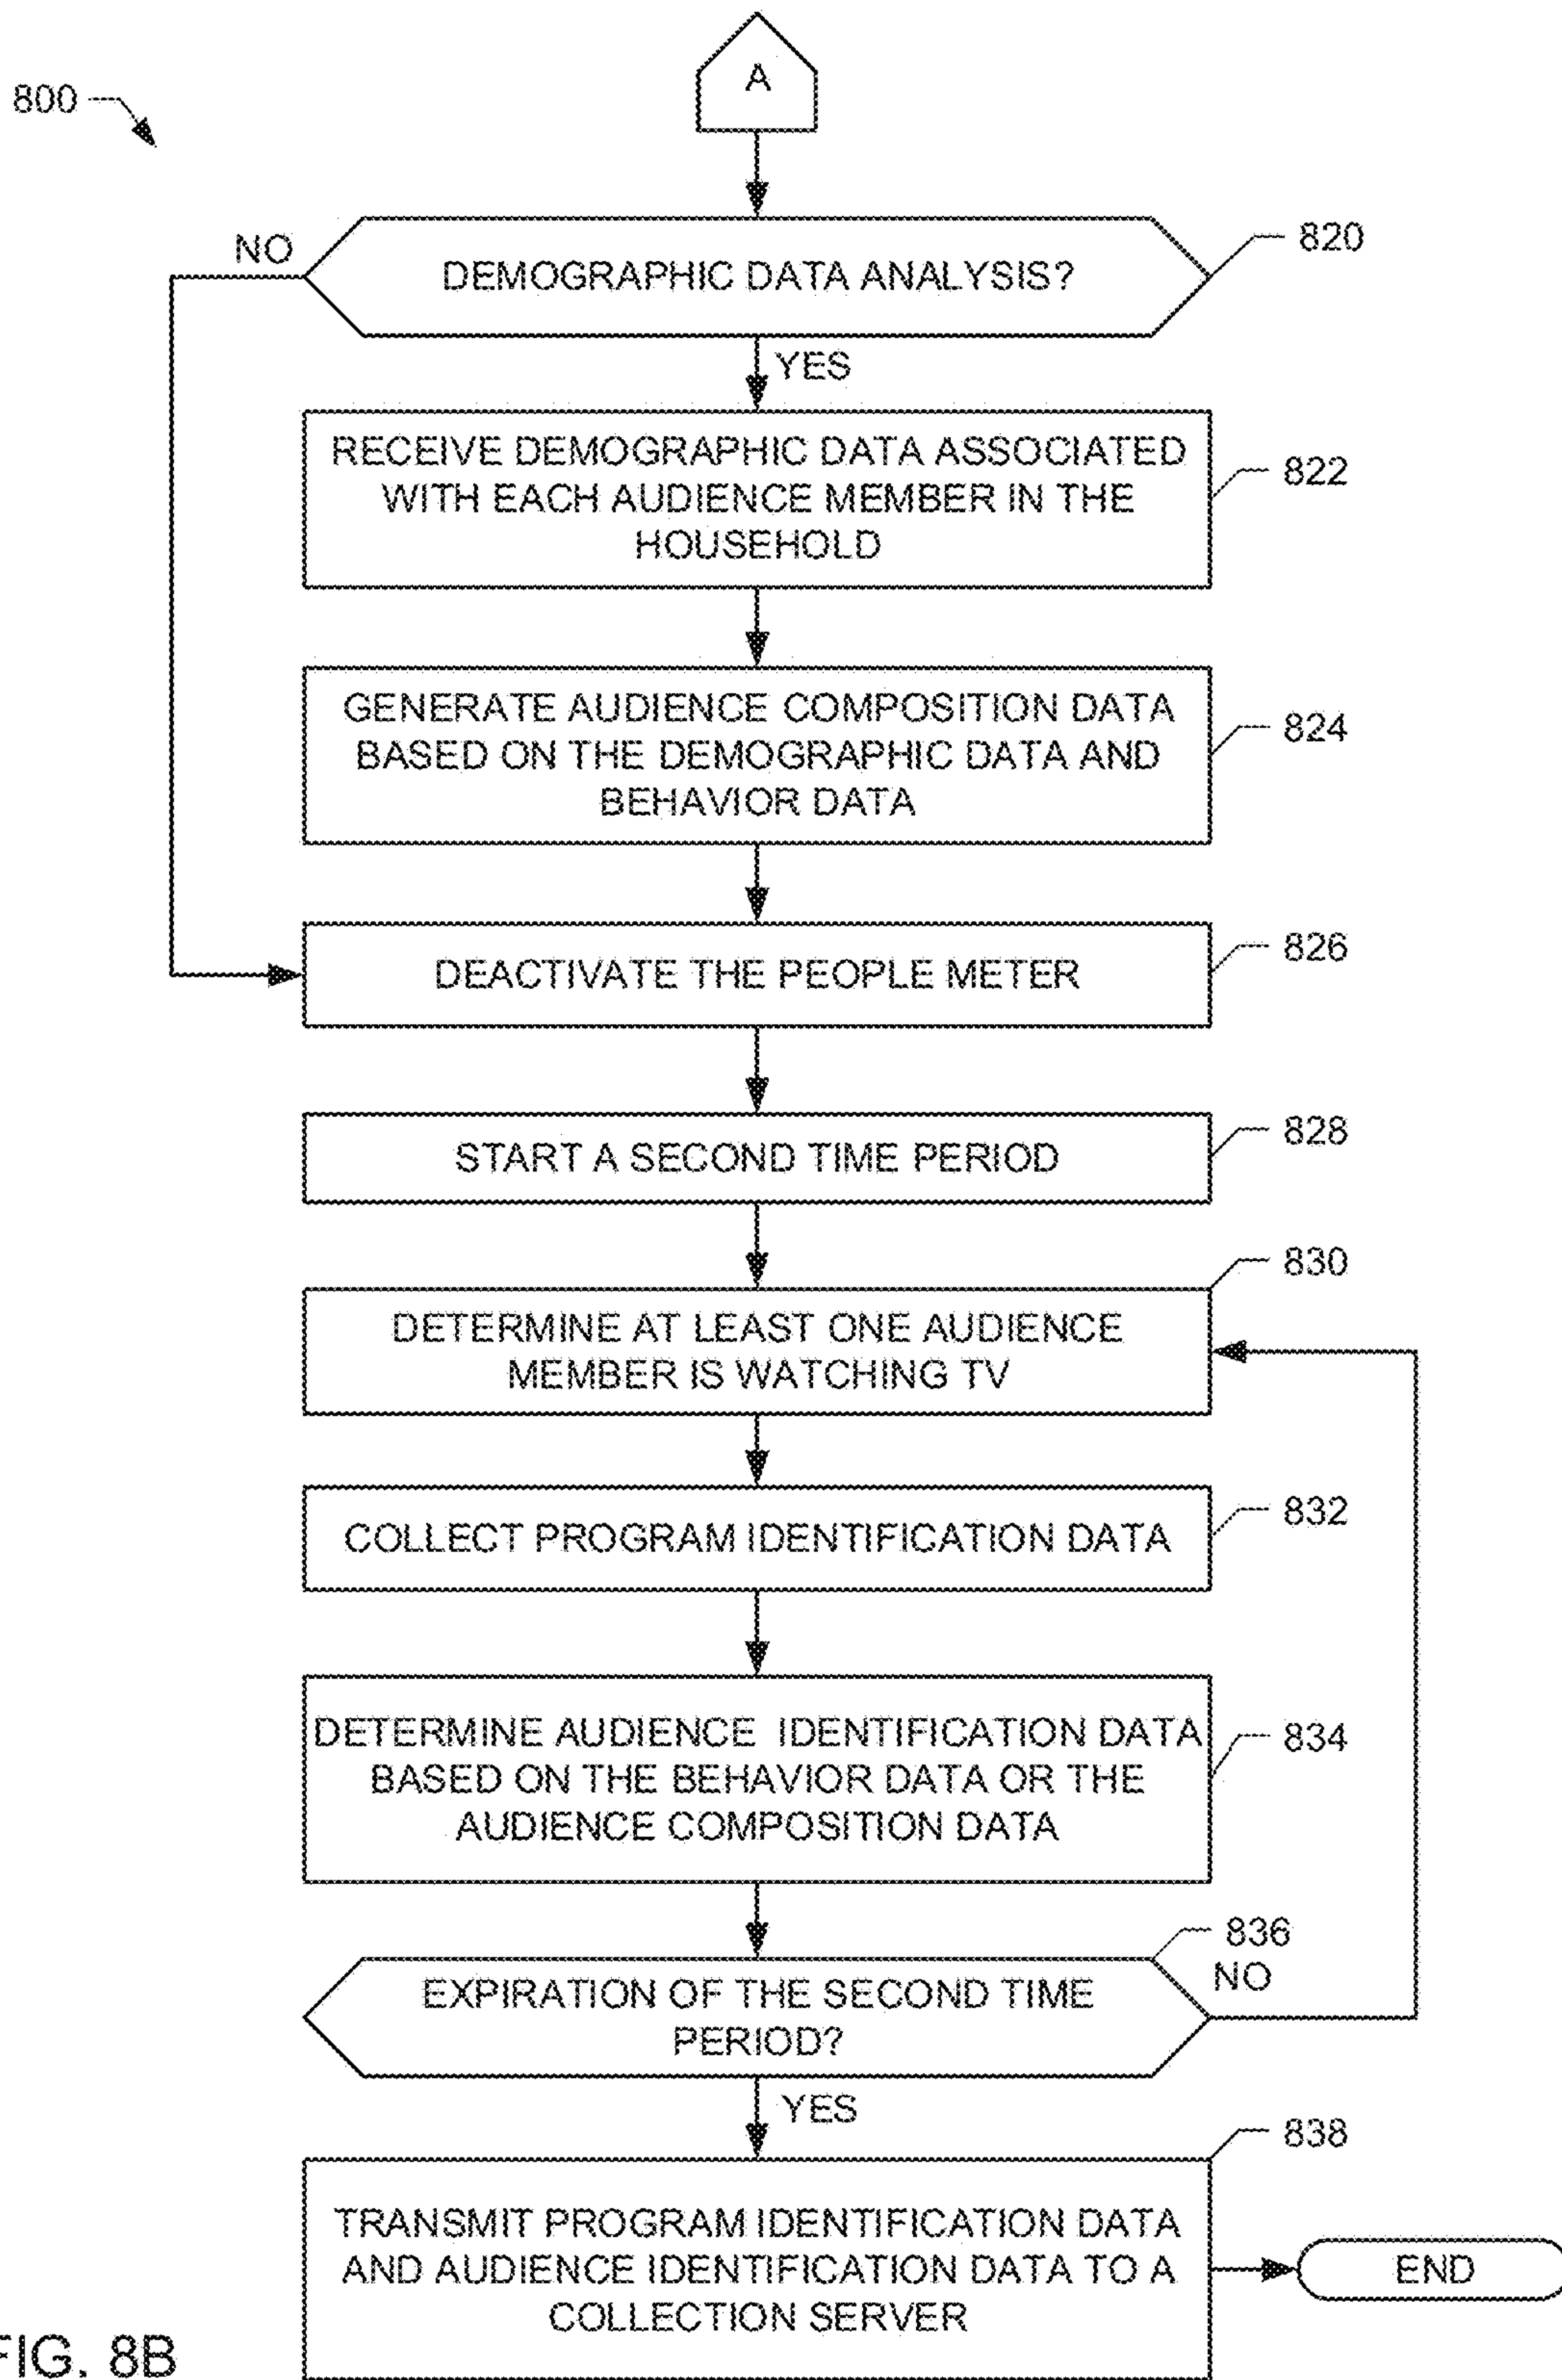 A
800
NO
DEMOGRAPHIC DATA ANALYSIS?
820
YES
RECEIVE DEMOGRAPHIC DATA ASSOCIATED
WITH EACH AUDIENCE MEMBER IN THE
HOUSEHOLD
822
GENERATE AUDIENCE COMPOSITION DATA
BASED ON THE DEMOGRAPHIC DATA AND
BEHAVIOR DATA
824
DEACTIVATE THE PEOPLE METER
826
START A SECOND TIME PERIOD
828
DETERMINE AT LEAST ONE AUDIENCE
MEMBER IS WATCHING TV
830
COLLECT PROGRAM IDENTIFICATION DATA
832
DETERMINE AUDIENCE IDENTIFICATION DATA
BASED ON THE BEHAVIOR DATA OR THE
AUDIENCE COMPOSITION DATA
834
EXPIRATION OF THE SECOND TIME
PERIOD?
836
NO
YES
TRANSMIT PROGRAM IDENTIFICATION DATA
AND AUDIENCE IDENTIFICATION DATA TO A
COLLECTION SERVER
838
END
FIG. 8B